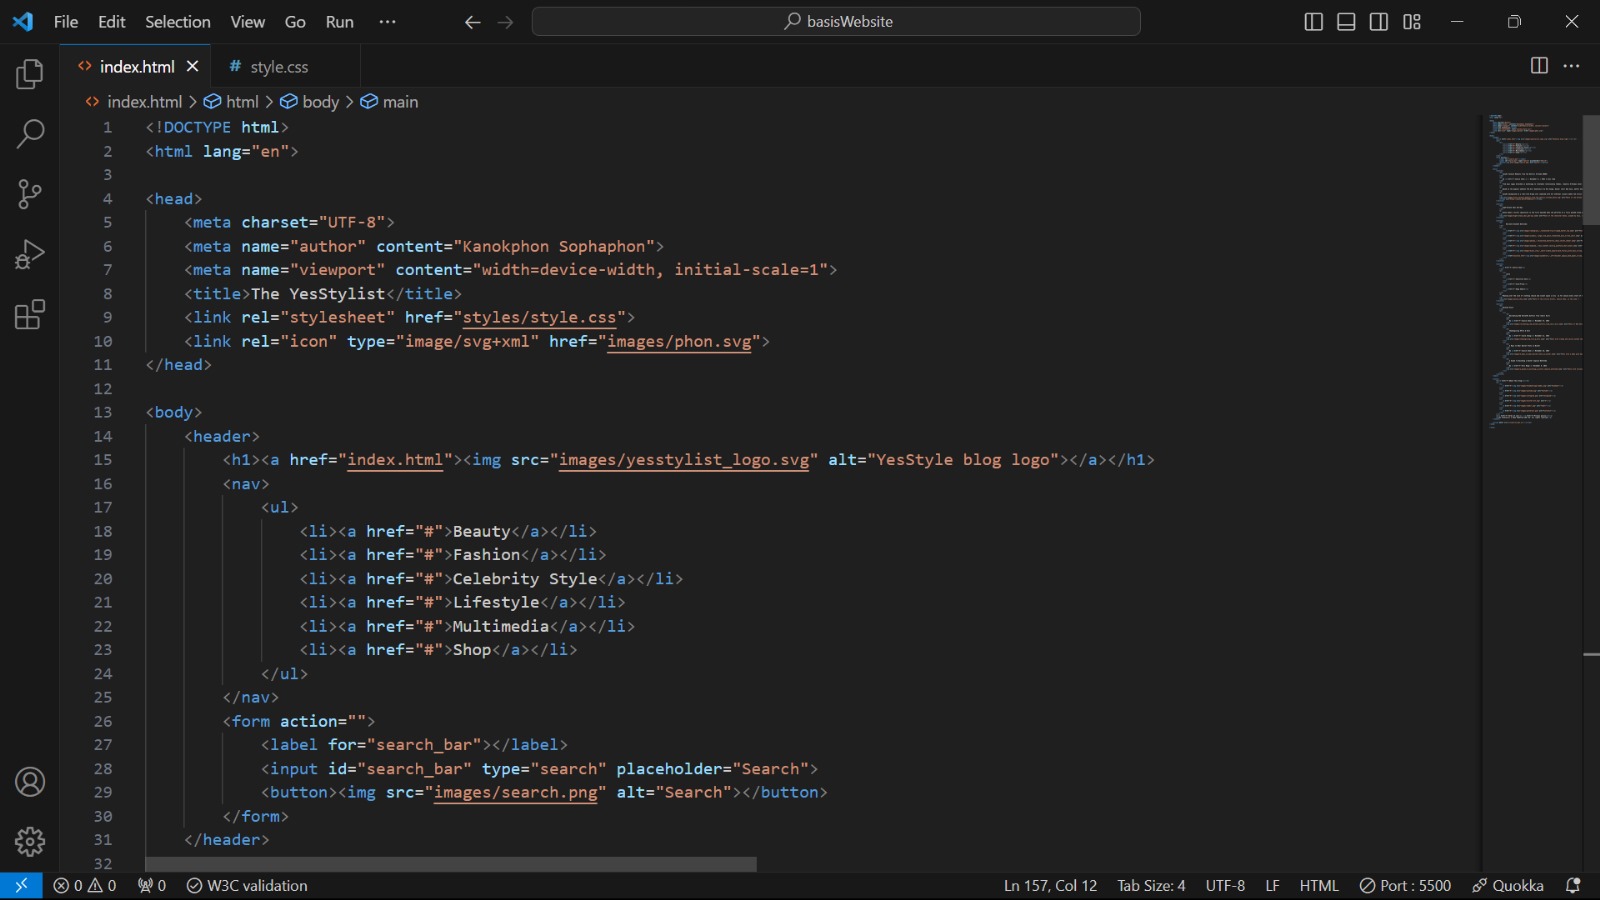 File Edit Selection View Go Run ··· basisWebsite
index.html style.css
index.html > html > body > main
1 <!DOCTYPE html>
2 <html lang="en">
3
4 <head>
5 <meta charset="UTF-8">
6 <meta name="author" content="Kanokphon Sophaphon">
7 <meta name="viewport" content="width=device-width, initial-scale=1">
8 <title>The YesStylist</title>
9 <link rel="stylesheet" href="styles/style.css">
10 <link rel="icon" type="image/svg+xml" href="images/phon.svg">
11 </head>
12
13 <body>
14 <header>
15 <h1><a href="index.html"><img src="images/yesstylist_logo.svg" alt="YesStyle blog logo"></a></h1>
16 <nav>
17 <ul>
18 <li><a href="#">Beauty</a></li>
19 <li><a href="#">Fashion</a></li>
20 <li><a href="#">Celebrity Style</a></li>
21 <li><a href="#">Lifestyle</a></li>
22 <li><a href="#">Multimedia</a></li>
23 <li><a href="#">Shop</a></li>
24 </ul>
25 </nav>
26 <form action="">
27 <label for="search_bar"></label>
28 <input id="search_bar" type="search" placeholder="Search">
29 <button><img src="images/search.png" alt="Search"></button>
30 </form>
31 </header>
32
0 0 0 W3C validation Ln 157, Col 12 Tab Size: 4 UTF-8 LF HTML Port : 5500 Quokka